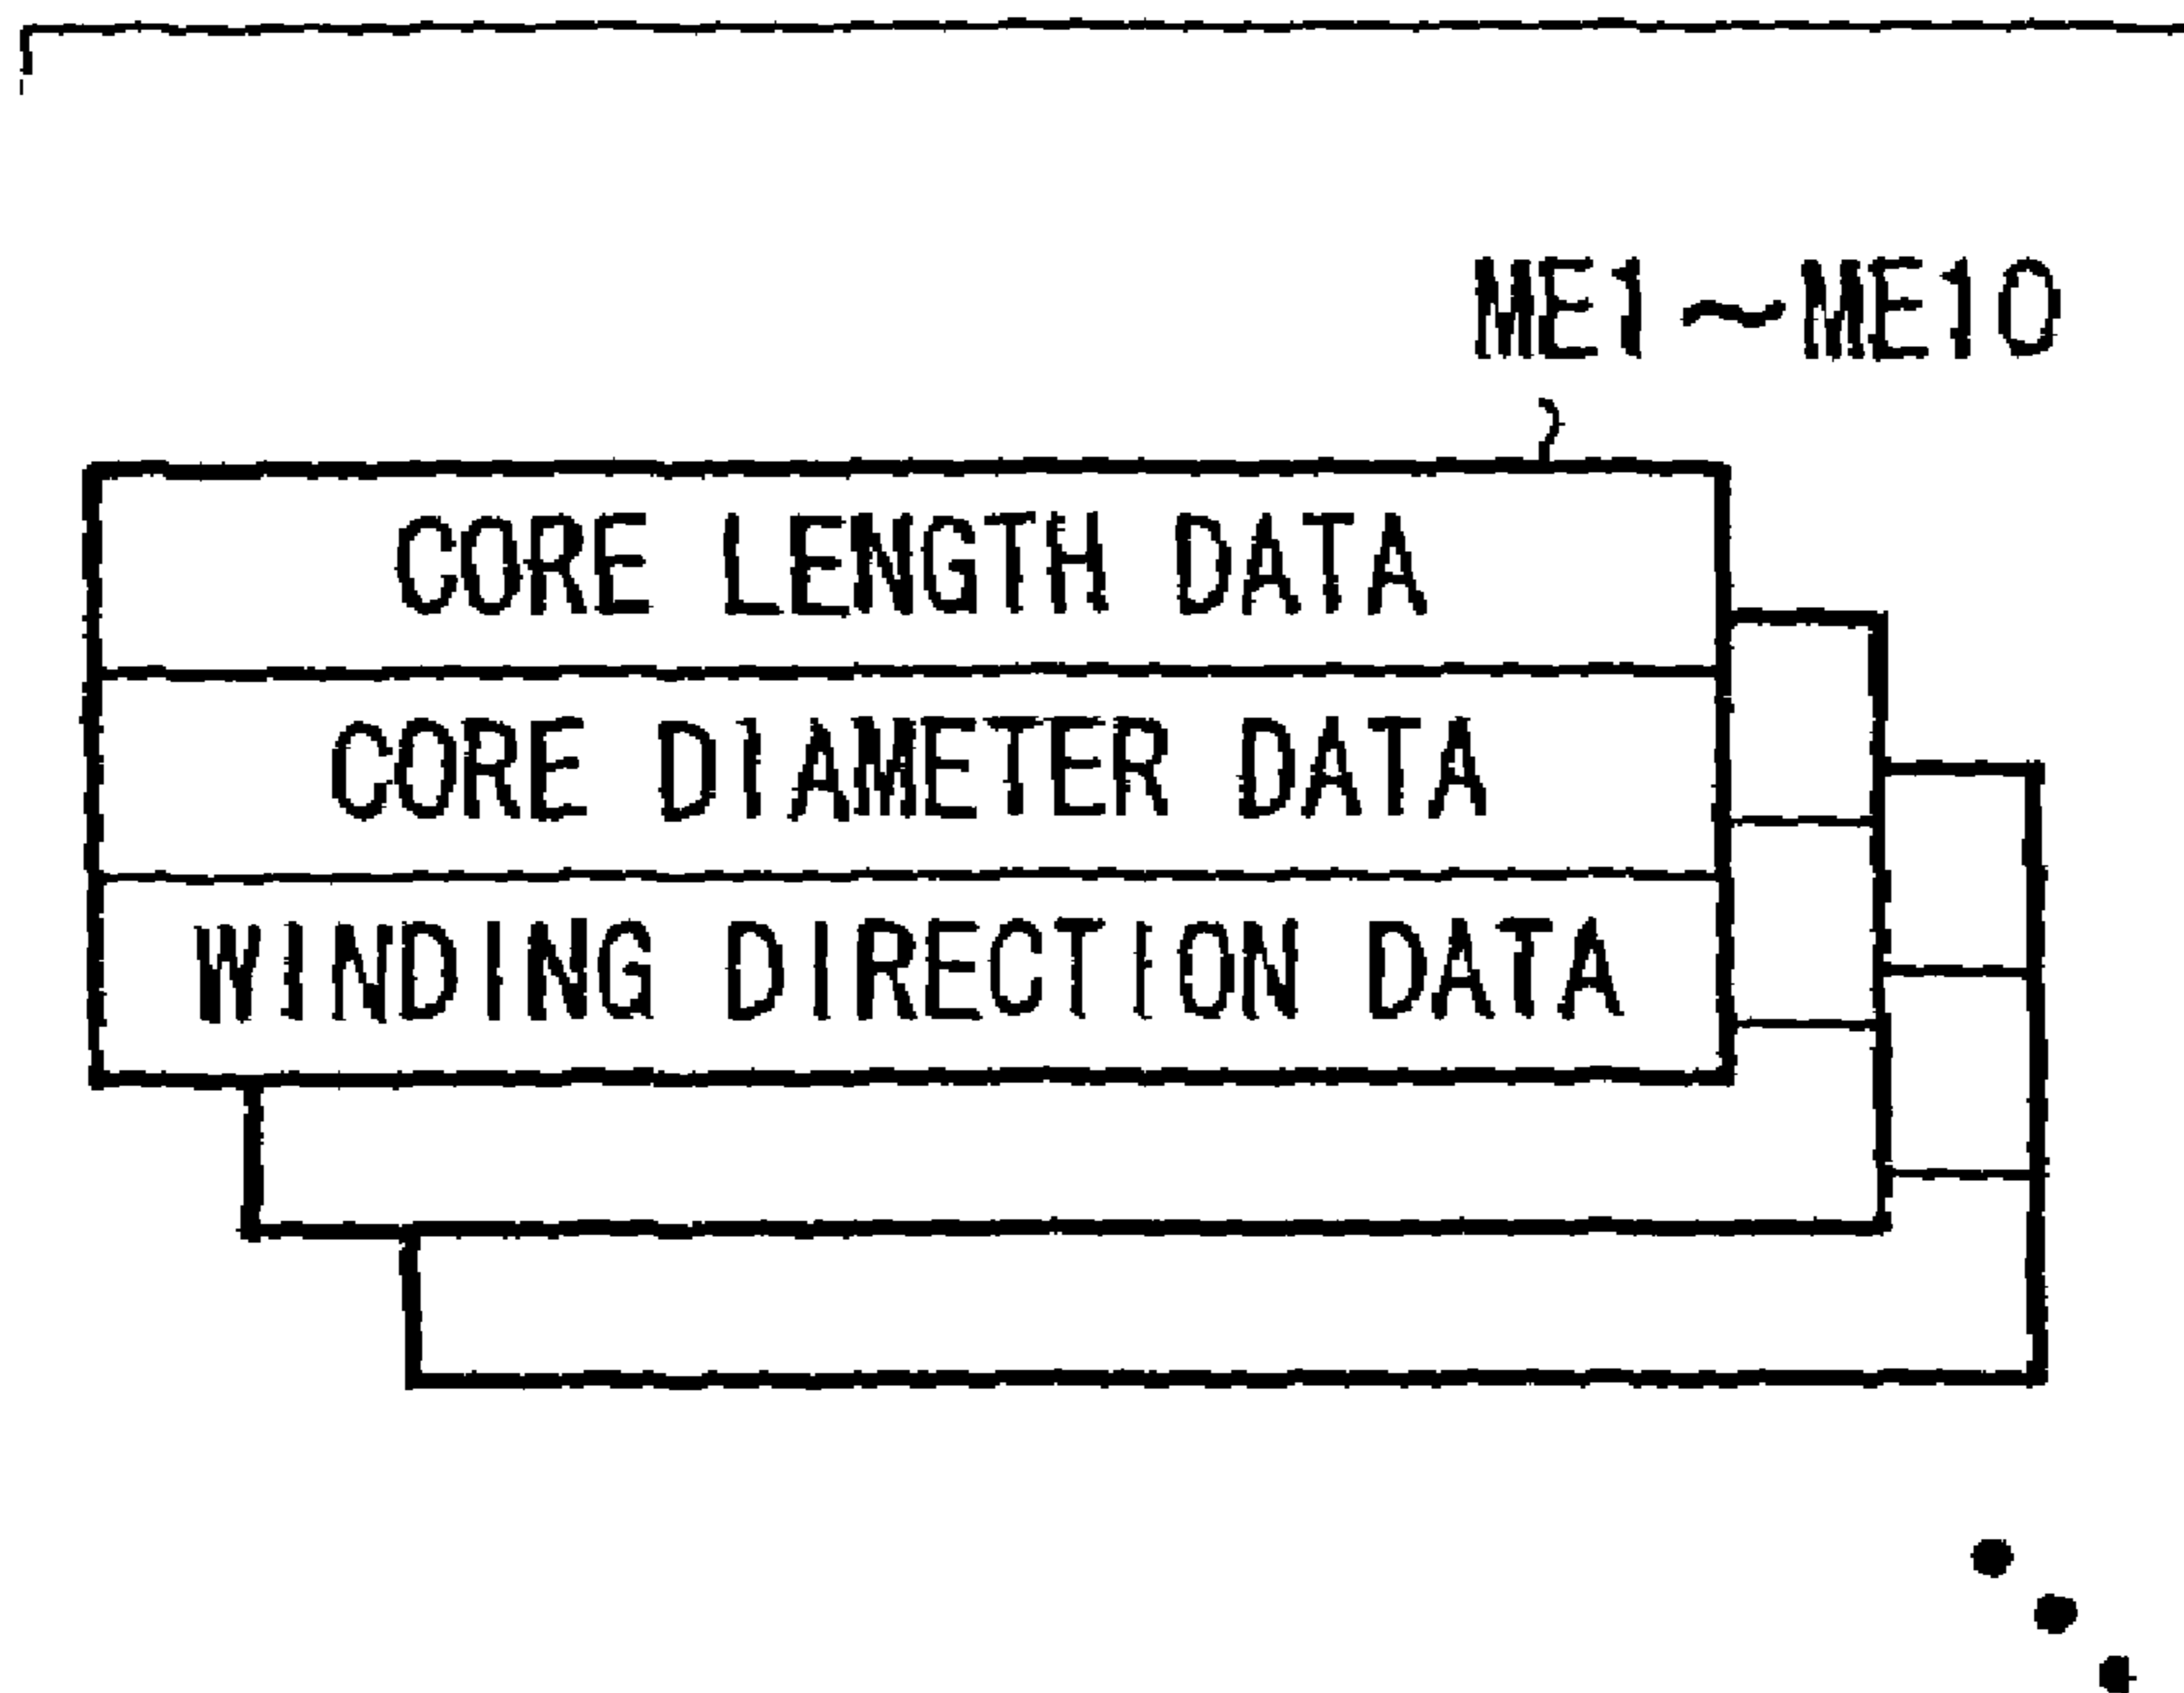 ME1~ME10
CORE LENGTH DATA
CORE DIAMETER DATA
WINDING DIRECTION DATA